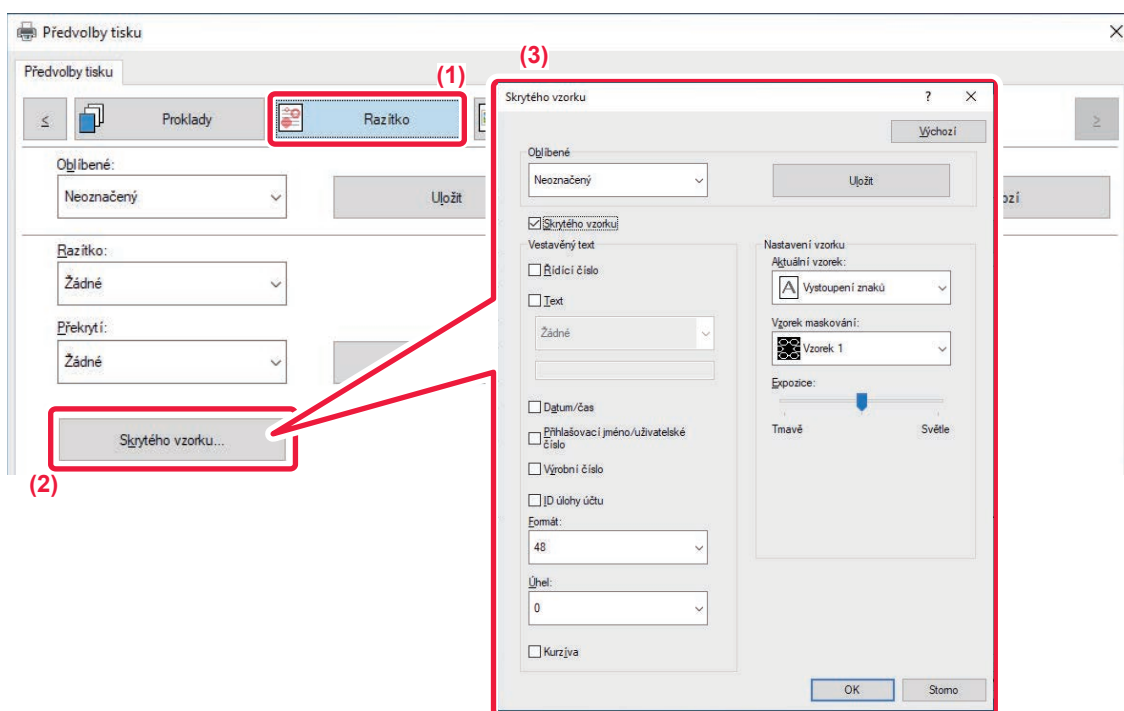 Předvolby tisku
Předvolby tisku
(1)
(3)
<
Proklady
Razítko
>
Oblíbené:
Neoznačený
Uložit
ozí
Razítko:
Žádné
Překrytí:
Žádné
Skrytého vzorku...
(2)
Skrytého vzorku
?
Výchozí
Oblíbené
Neoznačený
Uložit
Skrytého vzorku
Vestavěný text
Řídící číslo
Text
Žádné
Datum/čas
Přihlašovací jméno/uživatelské
číslo
Výrobní číslo
ID úlohy účtu
Formát:
48
Úhel:
0
Kurzíva
Nastavení vzorku
Aktuální vzorek:
A Vystoupení znaků
Vzorek maskování:
Vzorek 1
Expozice:
Tmavě Světle
OK Storno